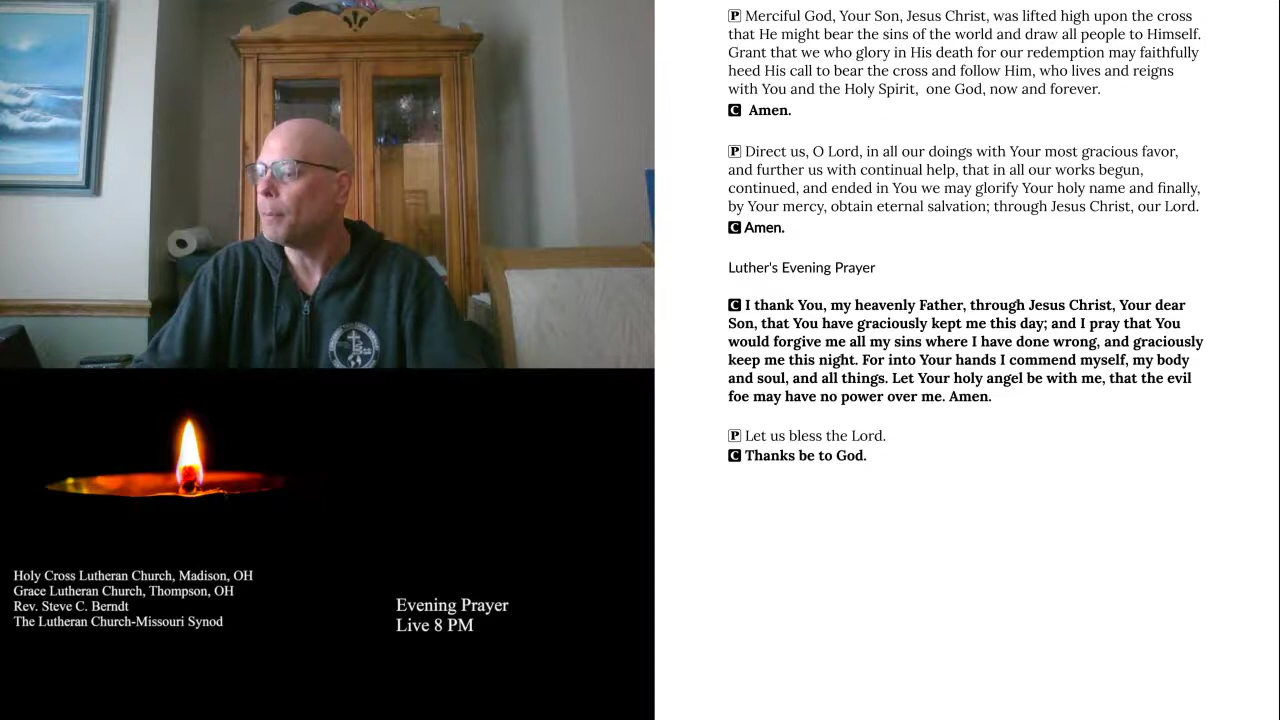 P Merciful God, Your Son, Jesus Christ, was lifted high upon the cross
that He might bear the sins of the world and draw all people to Himself.
Grant that we who glory in His death for our redemption may faithfully
heed His call to bear the cross and follow Him, who lives and reigns
with You and the Holy Spirit,  one God, now and forever.
C Amen.
P Direct us, O Lord, in all our doings with Your most gracious favor,
and further us with continual help, that in all our works begun,
continued, and ended in You we may glorify Your holy name and finally,
by Your mercy, obtain eternal salvation; through Jesus Christ, our Lord.
C Amen.
Luther's Evening Prayer
C I thank You, my heavenly Father, through Jesus Christ, Your dear
Son, that You have graciously kept me this day; and I pray that You
would forgive me all my sins where I have done wrong, and graciously
keep me this night. For into Your hands I commend myself, my body
and soul, and all things. Let Your holy angel be with me, that the evil
foe may have no power over me. Amen.
P Let us bless the Lord.
C Thanks be to God.
Holy Cross Lutheran Church, Madison, OH
Grace Lutheran Church, Thompson, OH
Rev. Steve C. Berndt
The Lutheran Church-Missouri Synod
Evening Prayer
Live 8 PM